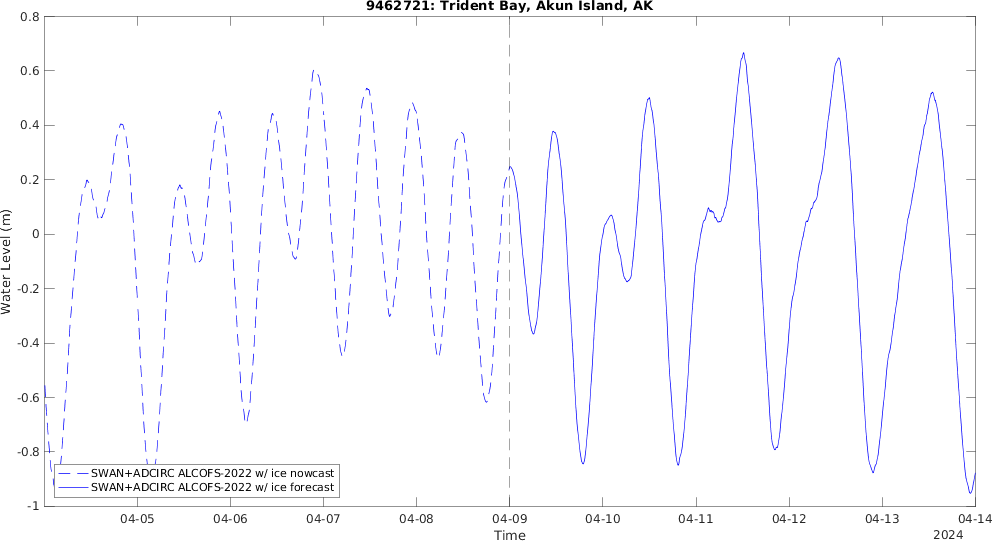 9462721: Trident Bay, Akun Island, AK
0.8
0.6
0.4
0.2
0
-0.2
-0.4
-0.6
-0.8
-1
Water Level (m)
SWAN+ADCIRC ALCOFS-2022 w/ ice nowcast
SWAN+ADCIRC ALCOFS-2022 w/ ice forecast
04-05 04-06 04-07 04-08 04-09 04-10 04-11 04-12 04-13 04-14
Time
2024